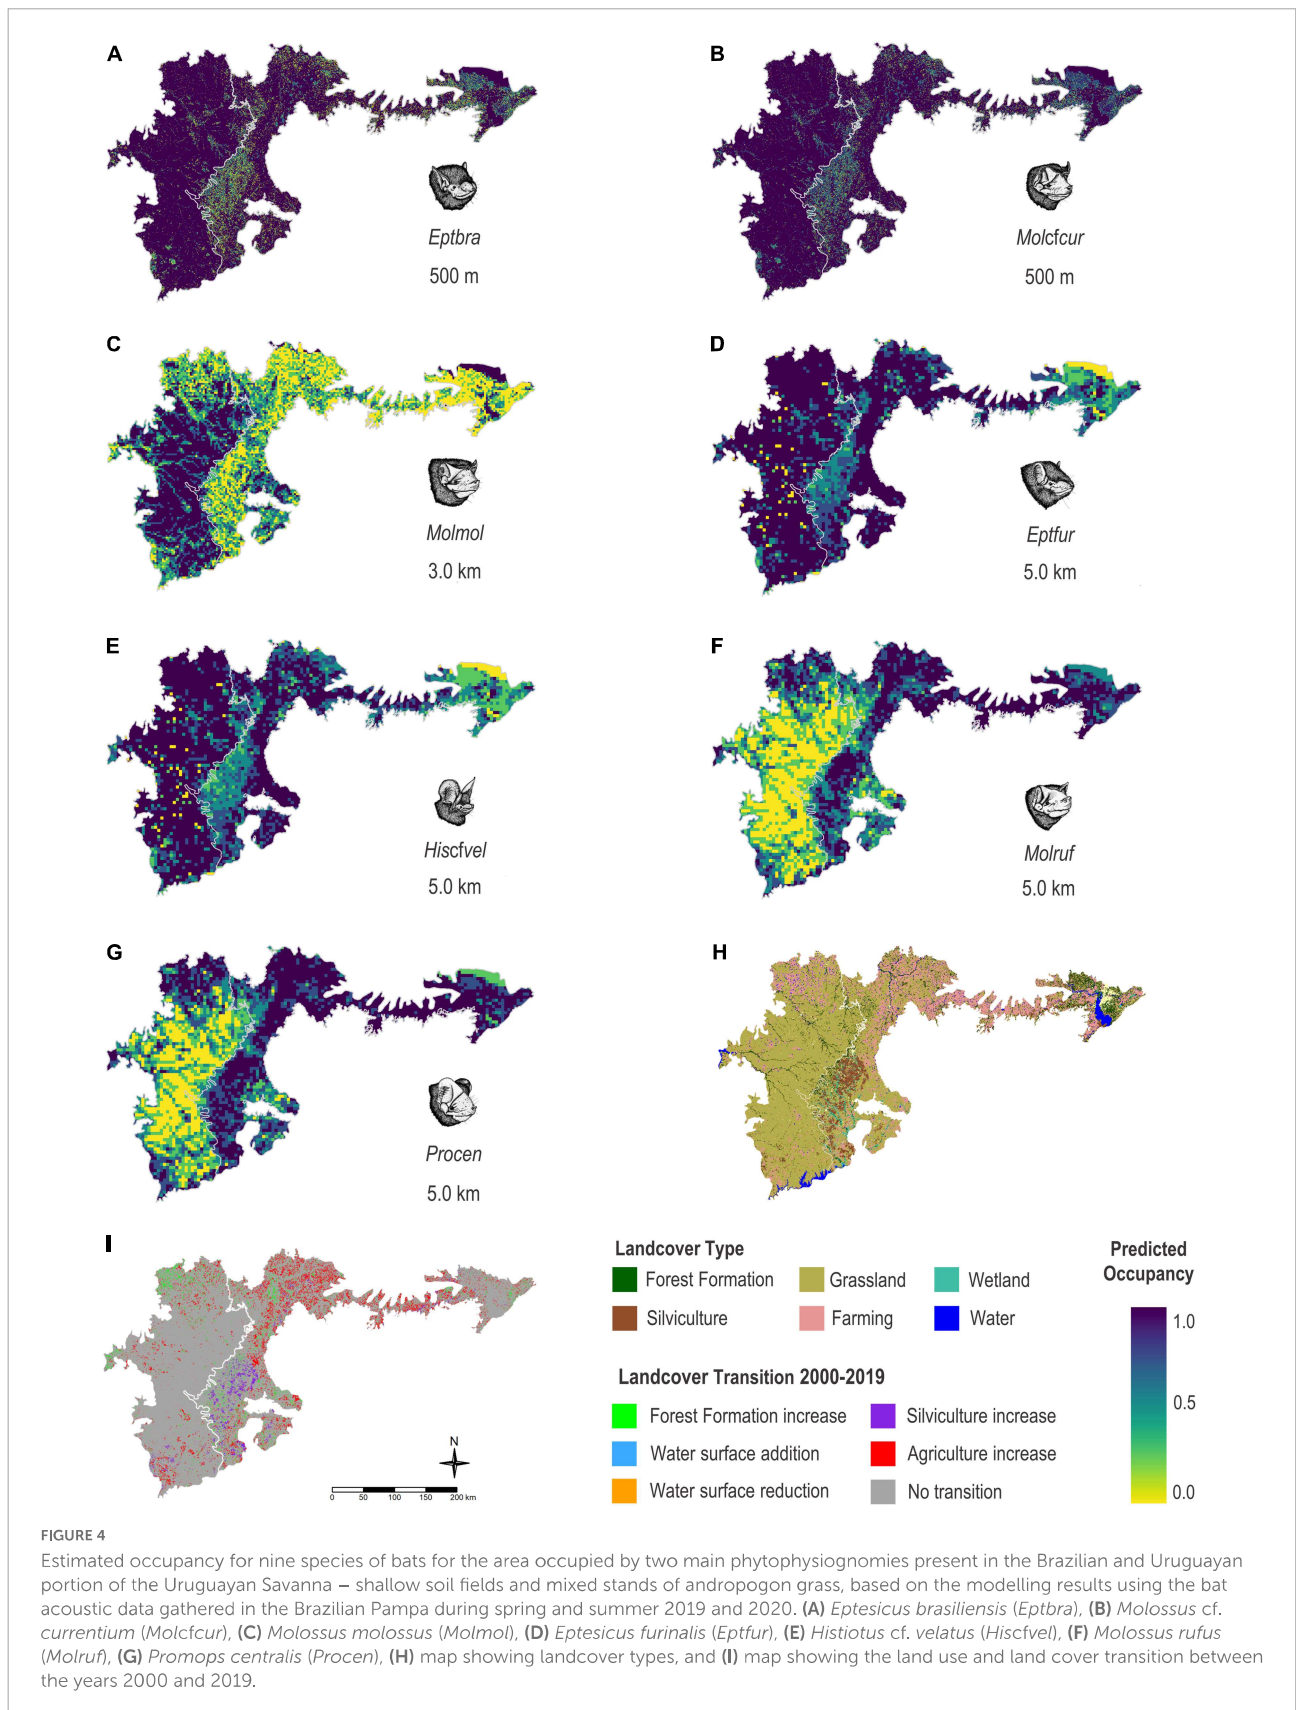 A
Eptbra
500 m
B
Molcfcur
500 m
C
Molmol
3.0 km
D
Eptfur
5.0 km
E
Hiscfvel
5.0 km
F
Molruf
5.0 km
G
Procen
5.0 km
H
I
N
0 50 100 150 200 km
Landcover Type
Forest Formation Grassland Wetland
Silviculture Farming Water
Landcover Transition 2000-2019
Forest Formation increase Silviculture increase
Water surface addition Agriculture increase
Water surface reduction No transition
Predicted
Occupancy
1.0
0.5
0.0
FIGURE 4
Estimated occupancy for nine species of bats for the area occupied by two main phytophysiognomies present in the Brazilian and Uruguayan
portion of the Uruguayan Savanna – shallow soil fields and mixed stands of andropogon grass, based on the modelling results using the bat
acoustic data gathered in the Brazilian Pampa during spring and summer 2019 and 2020. (A) Eptesicus brasiliensis (Eptbra), (B) Molossus cf.
currentium (Molcfcur), (C) Molossus molossus (Molmol), (D) Eptesicus furinalis (Eptfur), (E) Histiotus cf. velatus (Hiscfvel), (F) Molossus rufus
(Molruf), (G) Promops centralis (Procen), (H) map showing landcover types, and (I) map showing the land use and land cover transition between
the years 2000 and 2019.